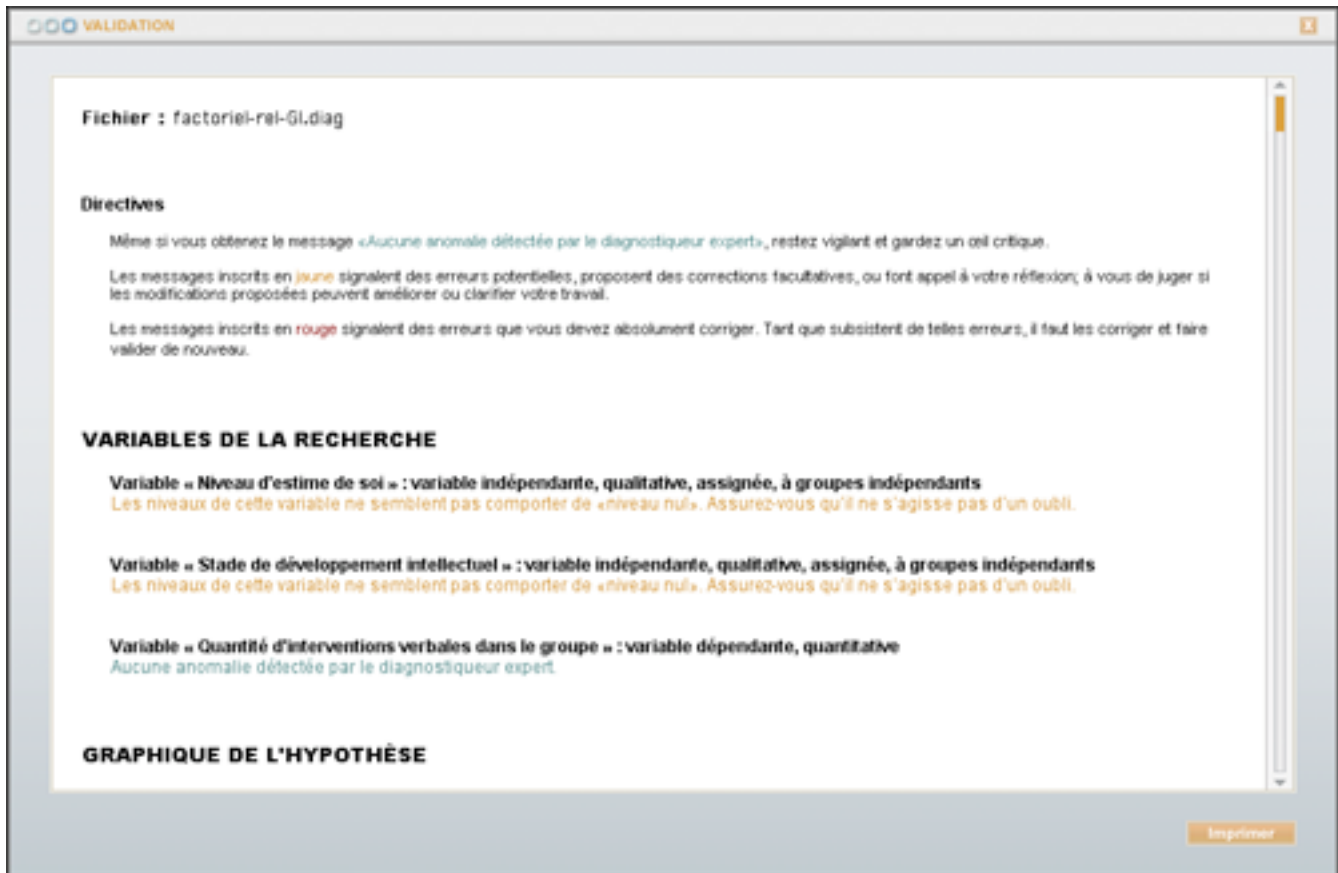 VALIDATION
Fichier : factoriel-rel-GI.diag
Directives
Même si vous obtenez le message «Aucune anomalie détectée par le diagnostiqueur expert», restez vigilant et gardez un œil critique.
Les messages inscrits en jaune signalent des erreurs potentielles, proposent des corrections facultatives, ou font appel à votre réflexion; à vous de juger si
les modifications proposées peuvent améliorer ou clarifier votre travail.
Les messages inscrits en rouge signalent des erreurs que vous devez absolument corriger. Tant que subsistent de telles erreurs, il faut les corriger et faire
valider de nouveau.
VARIABLES DE LA RECHERCHE
Variable « Niveau d'estime de soi » : variable indépendante, qualitative, assignée, à groupes indépendants
Les niveaux de cette variable ne semblent pas comporter de «niveau nul». Assurez-vous qu'il ne s'agisse pas d'un oubli.
Variable « Stade de développement intellectuel » : variable indépendante, qualitative, assignée, à groupes indépendants
Les niveaux de cette variable ne semblent pas comporter de «niveau nul». Assurez-vous qu'il ne s'agisse pas d'un oubli.
Variable « Quantité d'interventions verbales dans le groupe » : variable dépendante, quantitative
Aucune anomalie détectée par le diagnostiqueur expert.
GRAPHIQUE DE L'HYPOTHÈSE
Imprimer